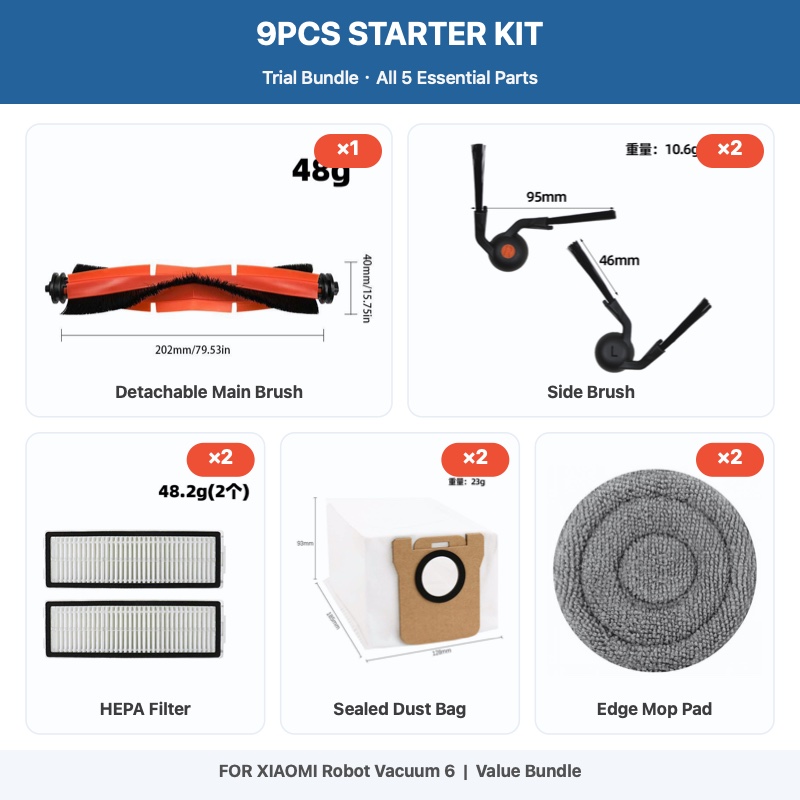 9PCS STARTER KIT
Trial Bundle · All 5 Essential Parts
×1
48g
40mm/15.75in
202mm/79.53in
Detachable Main Brush
×2
重量：10.6g
95mm
46mm
L
Side Brush
×2
48.2g(2个)
HEPA Filter
×2
重量：23g
93mm
128mm
Sealed Dust Bag
×2
Edge Mop Pad
FOR XIAOMI Robot Vacuum 6 | Value Bundle